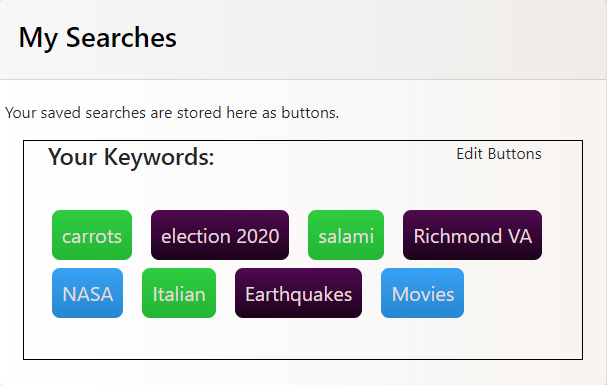 My Searches
Your saved searches are stored here as buttons.
Your Keywords: Edit Buttons
carrots election 2020 salami Richmond VA
NASA Italian Earthquakes Movies